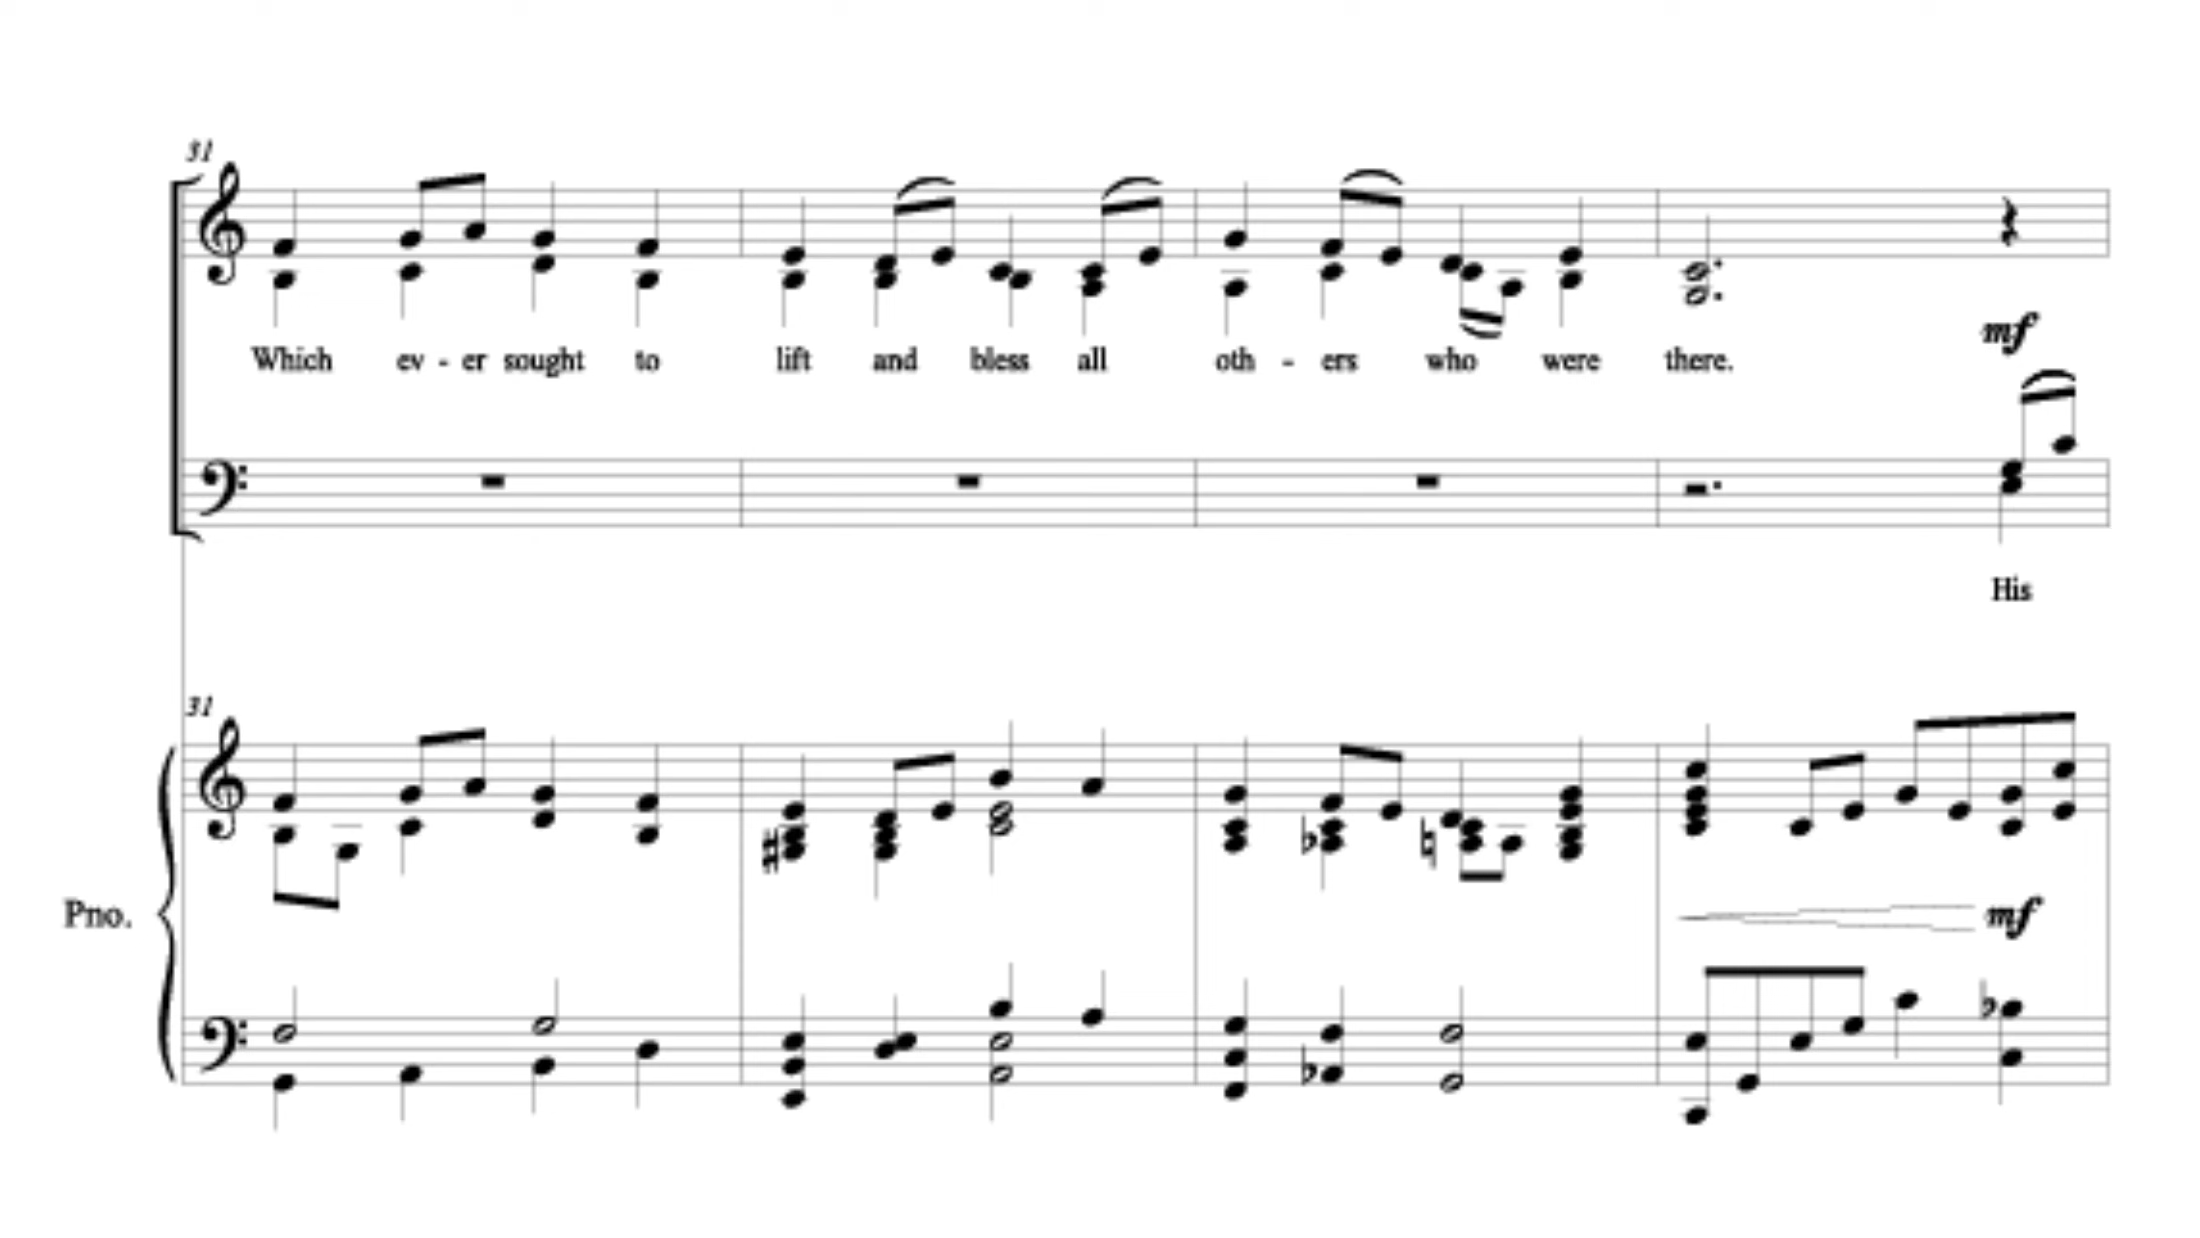 31
Which ev - er sought to lift and bless all oth - ers who were there.
mf
His
31
Pno.
mf